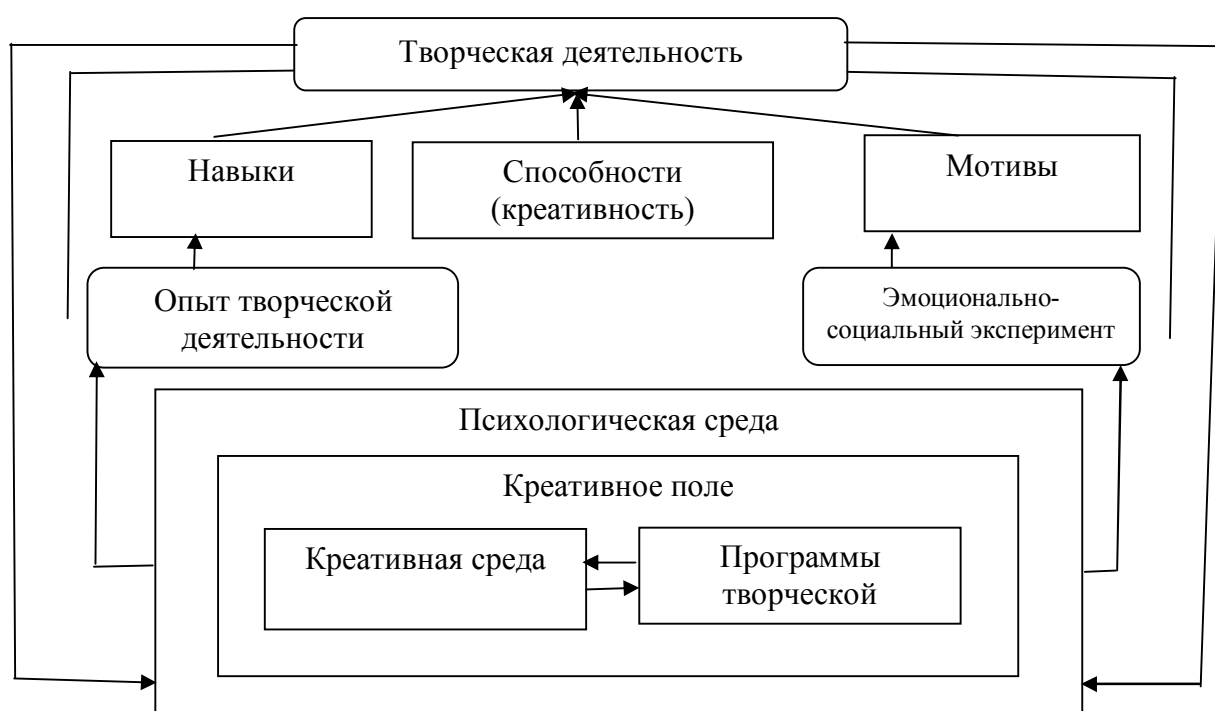 Творческая деятельность
Навыки
Способности
(креативность)
Мотивы
Опыт творческой
деятельности
Эмоционально-
социальный эксперимент
Психологическая среда
Креативное поле
Креативная среда
Программы
творческой